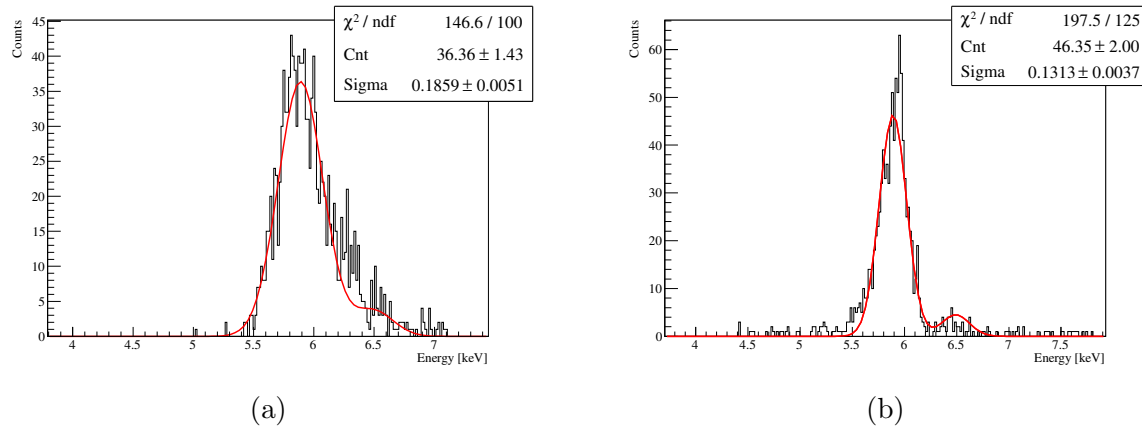 Counts
45
40
35
30
25
20
15
10
5
0
4
4.5
5
5.5
6
6.5
7
Energy [keV]
χ² / ndf 146.6 / 100
Cnt 36.36 ± 1.43
Sigma 0.1859 ± 0.0051
(a)
Counts
60
50
40
30
20
10
0
4
4.5
5
5.5
6
6.5
7
7.5
Energy [keV]
χ² / ndf 197.5 / 125
Cnt 46.35 ± 2.00
Sigma 0.1313 ± 0.0037
(b)